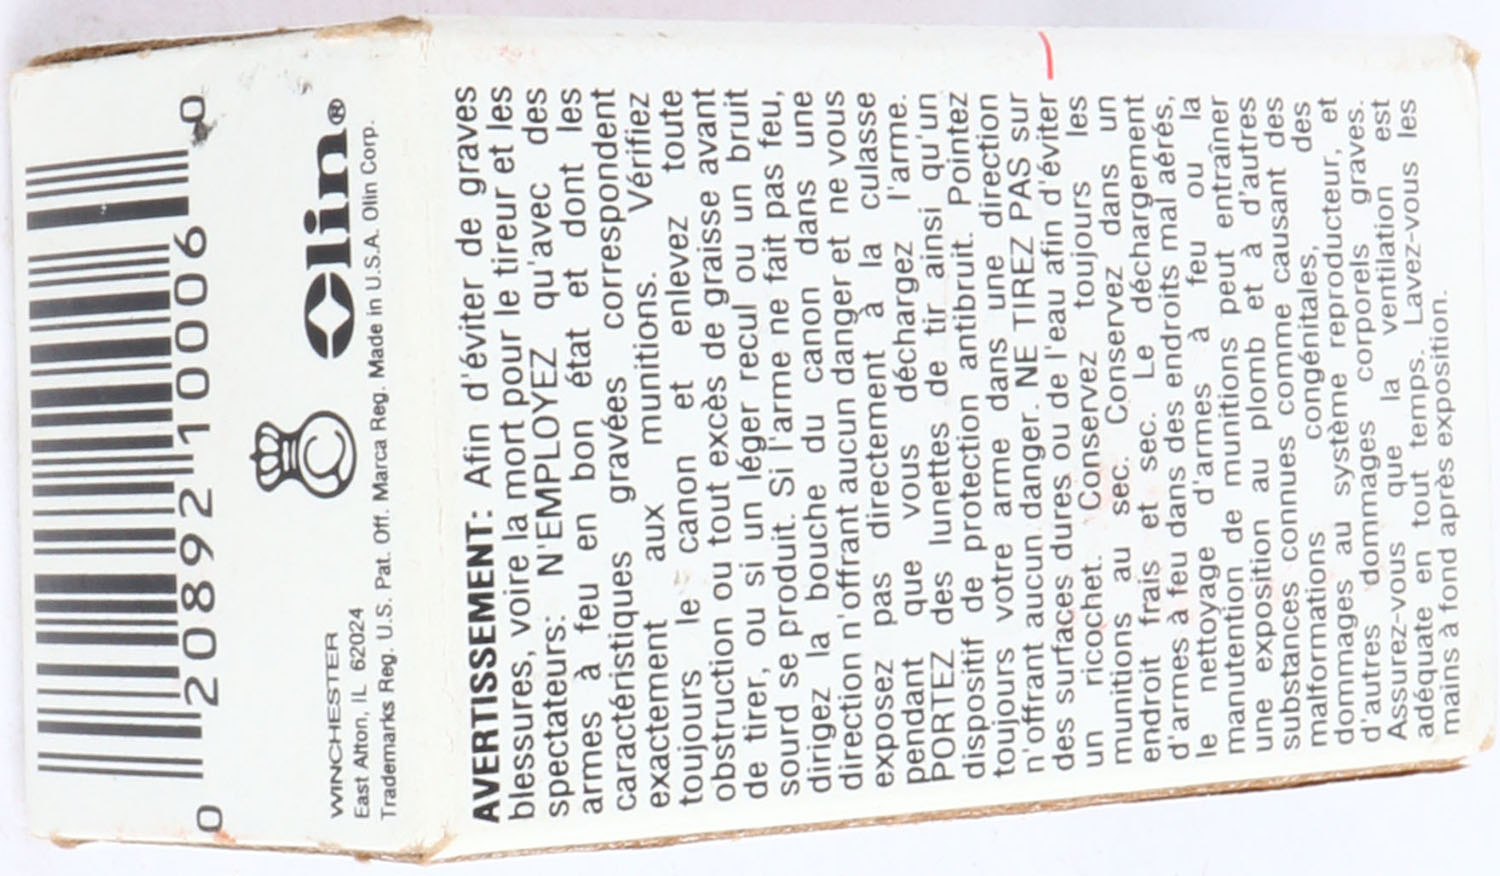 0 20892 10006 0
Olin®
WINCHESTER
East Alton, IL 62024
Trademarks Reg. U.S. Pat. Off. Marca Reg. Made in U.S.A. Olin Corp.
AVERTISSEMENT: Afin d'éviter de graves
blessures, voire la mort pour le tireur et les
spectateurs: N'EMPLOYEZ qu'avec des
armes à feu en bon état et dont les
caractéristiques gravées correspondent
exactement aux munitions. Vérifiez
toujours le canon et enlevez toute
obstruction ou tout excès de graisse avant
de tirer, ou si un léger recul ou un bruit
sourd se produit. Si l'arme ne fait pas feu,
dirigez la bouche du canon dans une
direction n'offrant aucun danger et ne vous
exposez pas directement à la culasse
pendant que vous déchargez l'arme.
PORTEZ des lunettes de tir ainsi qu'un
dispositif de protection antibruit. Pointez
toujours votre arme dans une direction
n'offrant aucun danger. NE TIREZ PAS sur
des surfaces dures ou de l'eau afin d'éviter
un ricochet. Conservez toujours les
munitions au sec. Conservez dans un
endroit frais et sec. Le déchargement
d'armes à feu dans des endroits mal aérés,
le nettoyage d'armes à feu ou la
manutention de munitions peut entraîner
une exposition au plomb et à d'autres
substances connues comme causant des
malformations congénitales, des
dommages au système reproducteur, et
d'autres dommages corporels graves.
Assurez-vous que la ventilation est
adéquate en tout temps. Lavez-vous les
mains à fond après exposition.